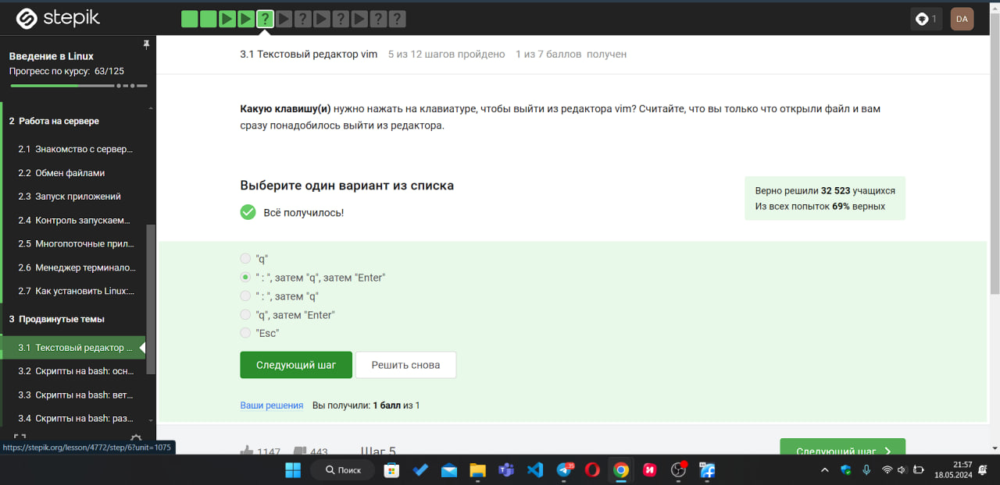 stepik
1
DA
Введение в Linux
Прогресс по курсу: 63/125
2 Работа на сервере
2.1 Знакомство с сервер...
2.2 Обмен файлами
2.3 Запуск приложений
2.4 Контроль запускаем...
2.5 Многопоточные прил...
2.6 Менеджер терминало...
2.7 Как установить Linux:...
3 Продвинутые темы
3.1 Текстовый редактор ...
3.2 Скрипты на bash: осн...
3.3 Скрипты на bash: вет...
3.4 Скрипты на bash: раз...
https://stepik.org/lesson/4772/step/6?unit=1075
3.1 Текстовый редактор vim 5 из 12 шагов пройдено 1 из 7 баллов получен
Какую клавишу(и) нужно нажать на клавиатуре, чтобы выйти из редактора vim? Считайте, что вы только что открыли файл и вам
сразу понадобилось выйти из редактора.
Выберите один вариант из списка
Всё получилось!
Верно решили 32 523 учащихся
Из всех попыток 69% верных
"q"
" : ", затем "q", затем "Enter"
" : ", затем "q"
"q", затем "Enter"
"Esc"
Следующий шаг Решить снова
Ваши решения Вы получили: 1 балл из 1
1147 443 Шаг 5
Следующий шаг
Поиск
21:57
18.05.2024